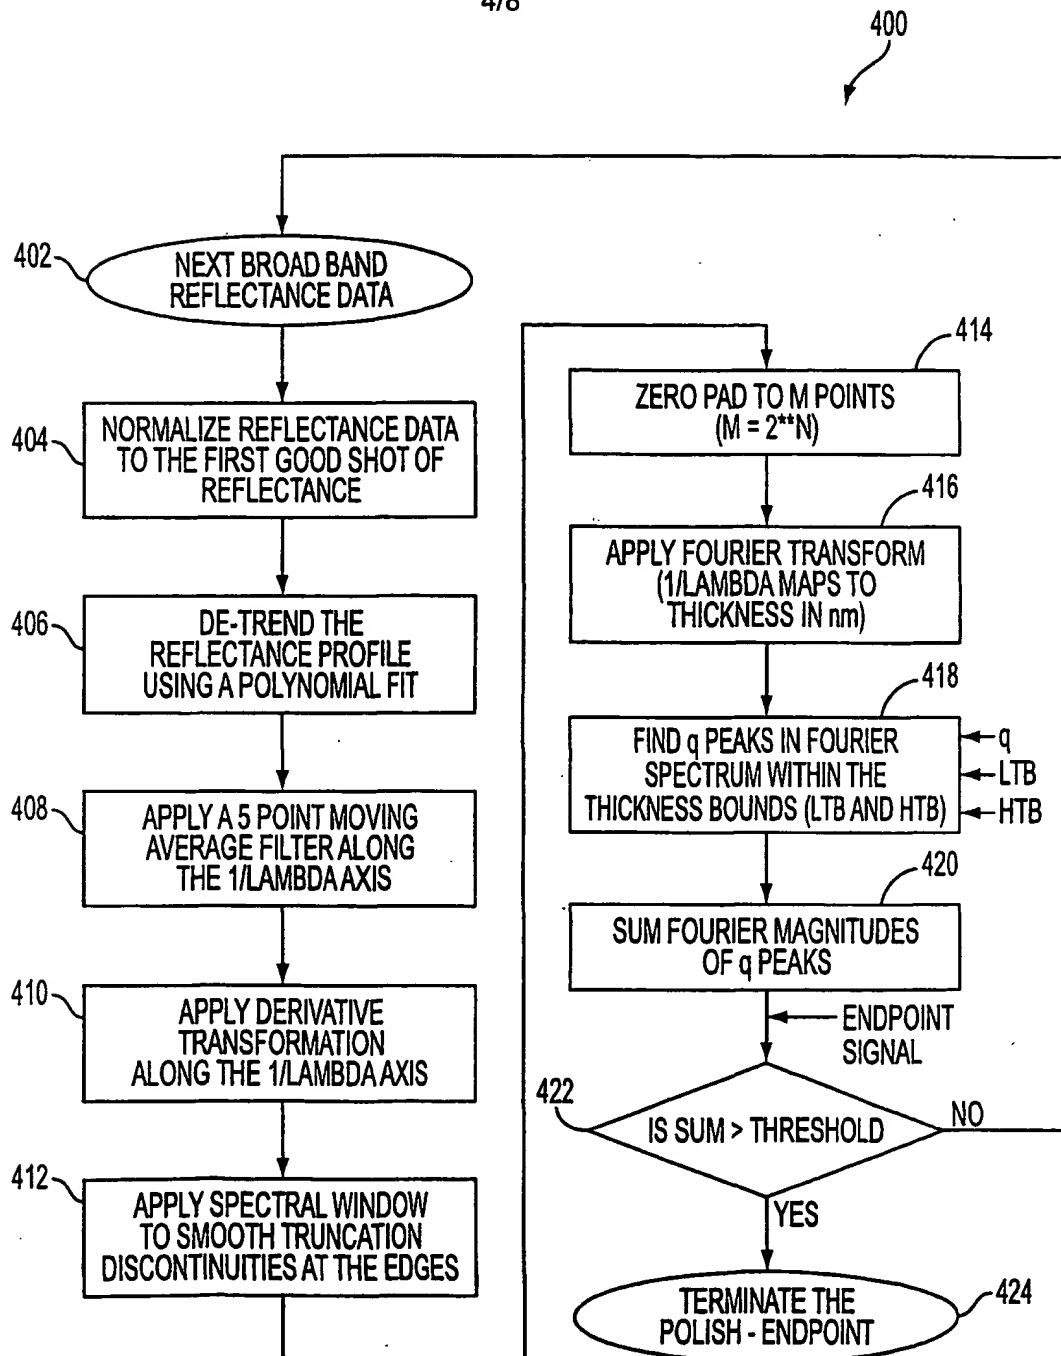 4/8
400
402
NEXT BROAD BAND
REFLECTANCE DATA
404
NORMALIZE REFLECTANCE DATA
TO THE FIRST GOOD SHOT OF
REFLECTANCE
406
DE-TREND THE
REFLECTANCE PROFILE
USING A POLYNOMIAL FIT
408
APPLY A 5 POINT MOVING
AVERAGE FILTER ALONG
THE 1/LAMBDA AXIS
410
APPLY DERIVATIVE
TRANSFORMATION
ALONG THE 1/LAMBDA AXIS
412
APPLY SPECTRAL WINDOW
TO SMOOTH TRUNCATION
DISCONTINUITIES AT THE EDGES
414
ZERO PAD TO M POINTS
(M = 2**N)
416
APPLY FOURIER TRANSFORM
(1/LAMBDA MAPS TO
THICKNESS IN nm)
418
FIND q PEAKS IN FOURIER
SPECTRUM WITHIN THE
THICKNESS BOUNDS (LTB AND HTB)
q
LTB
HTB
420
SUM FOURIER MAGNITUDES
OF q PEAKS
ENDPOINT
SIGNAL
422
IS SUM > THRESHOLD
NO
YES
TERMINATE THE
POLISH - ENDPOINT
424